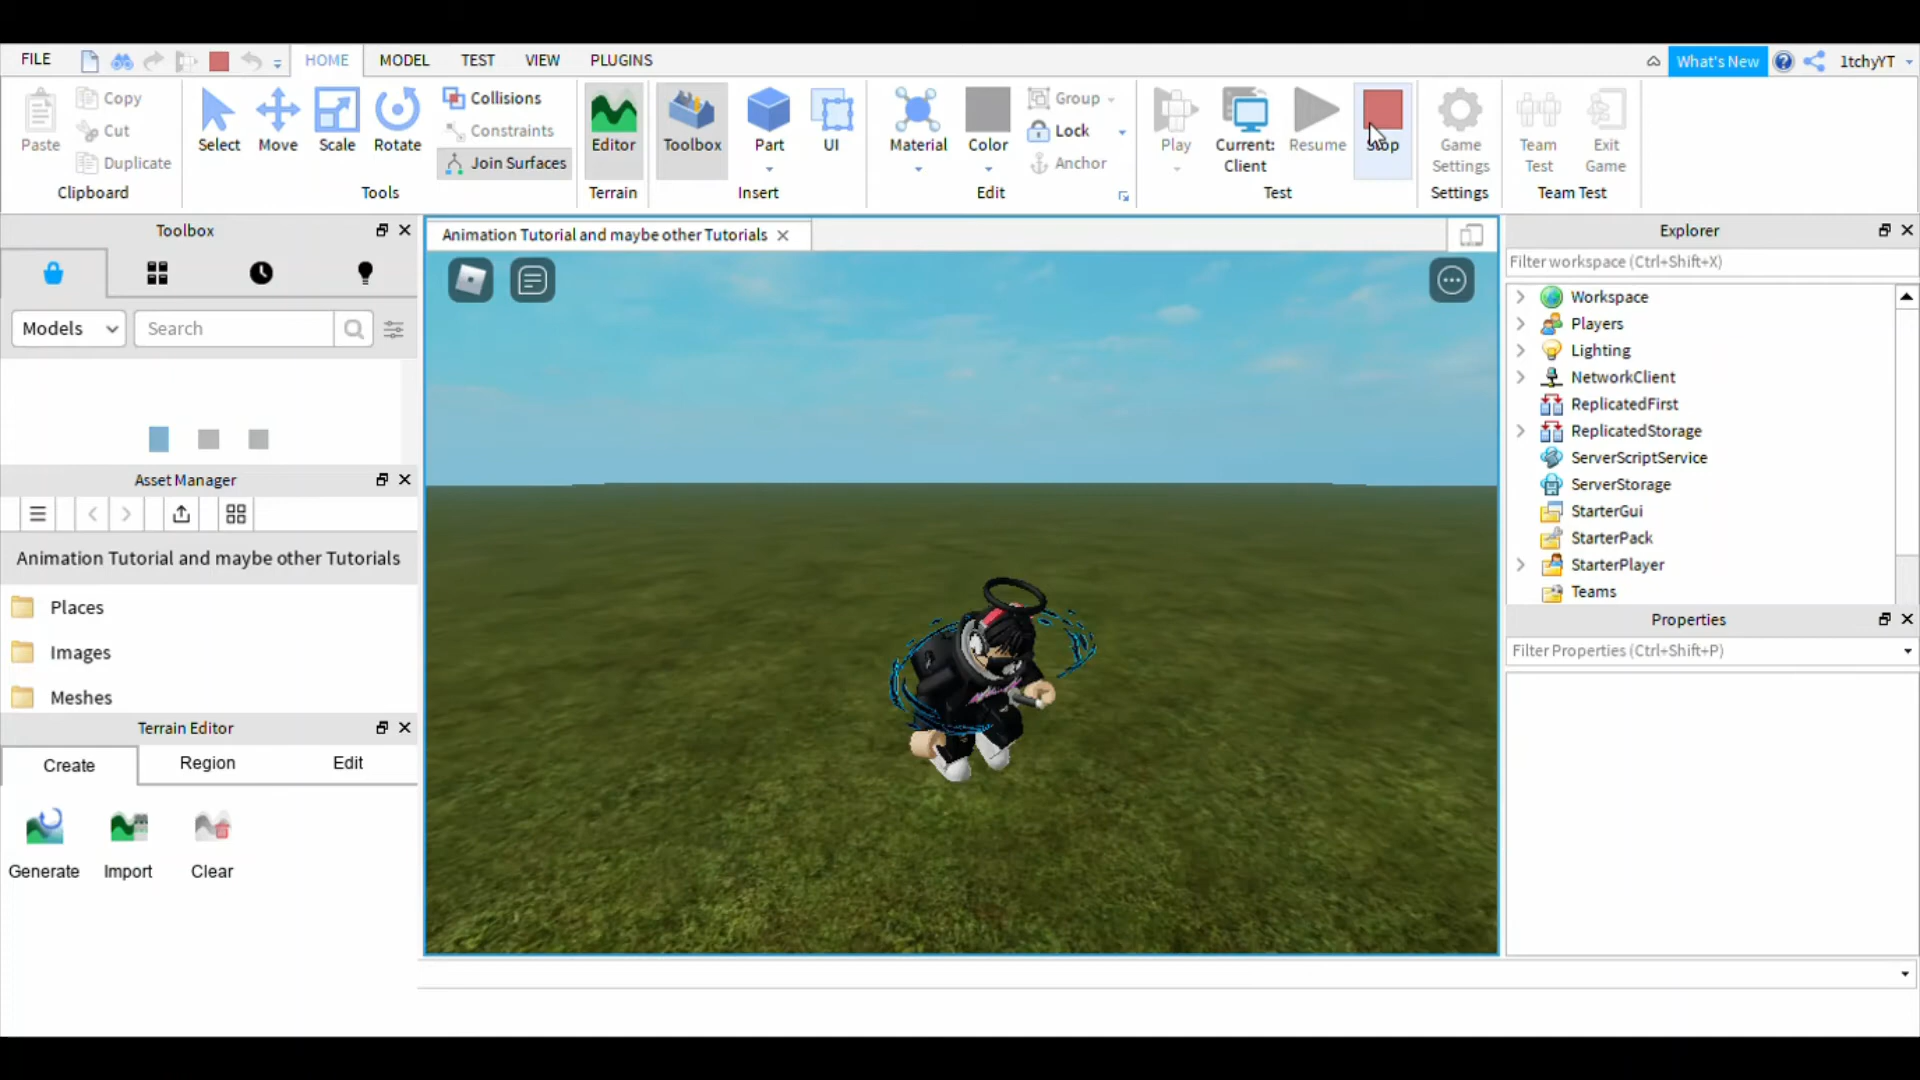 FILE HOME MODEL TEST VIEW PLUGINS What's New 1tchyYT
Paste Copy Cut Duplicate
Clipboard
Select Move Scale Rotate
Collisions
Constraints
Join Surfaces
Tools
Editor
Terrain
Toolbox Part UI
Insert
Material Color
Group
Lock
Anchor
Edit
Play Current: Client Resume Stop
Test
Game Settings
Settings
Team Test Exit Game
Team Test
Toolbox
Models Search
Asset Manager
Animation Tutorial and maybe other Tutorials
Places
Images
Meshes
Terrain Editor
Create Region Edit
Generate Import Clear
Animation Tutorial and maybe other Tutorials
Explorer
Filter workspace (Ctrl+Shift+X)
Workspace
Players
Lighting
NetworkClient
ReplicatedFirst
ReplicatedStorage
ServerScriptService
ServerStorage
StarterGui
StarterPack
StarterPlayer
Teams
Properties
Filter Properties (Ctrl+Shift+P)